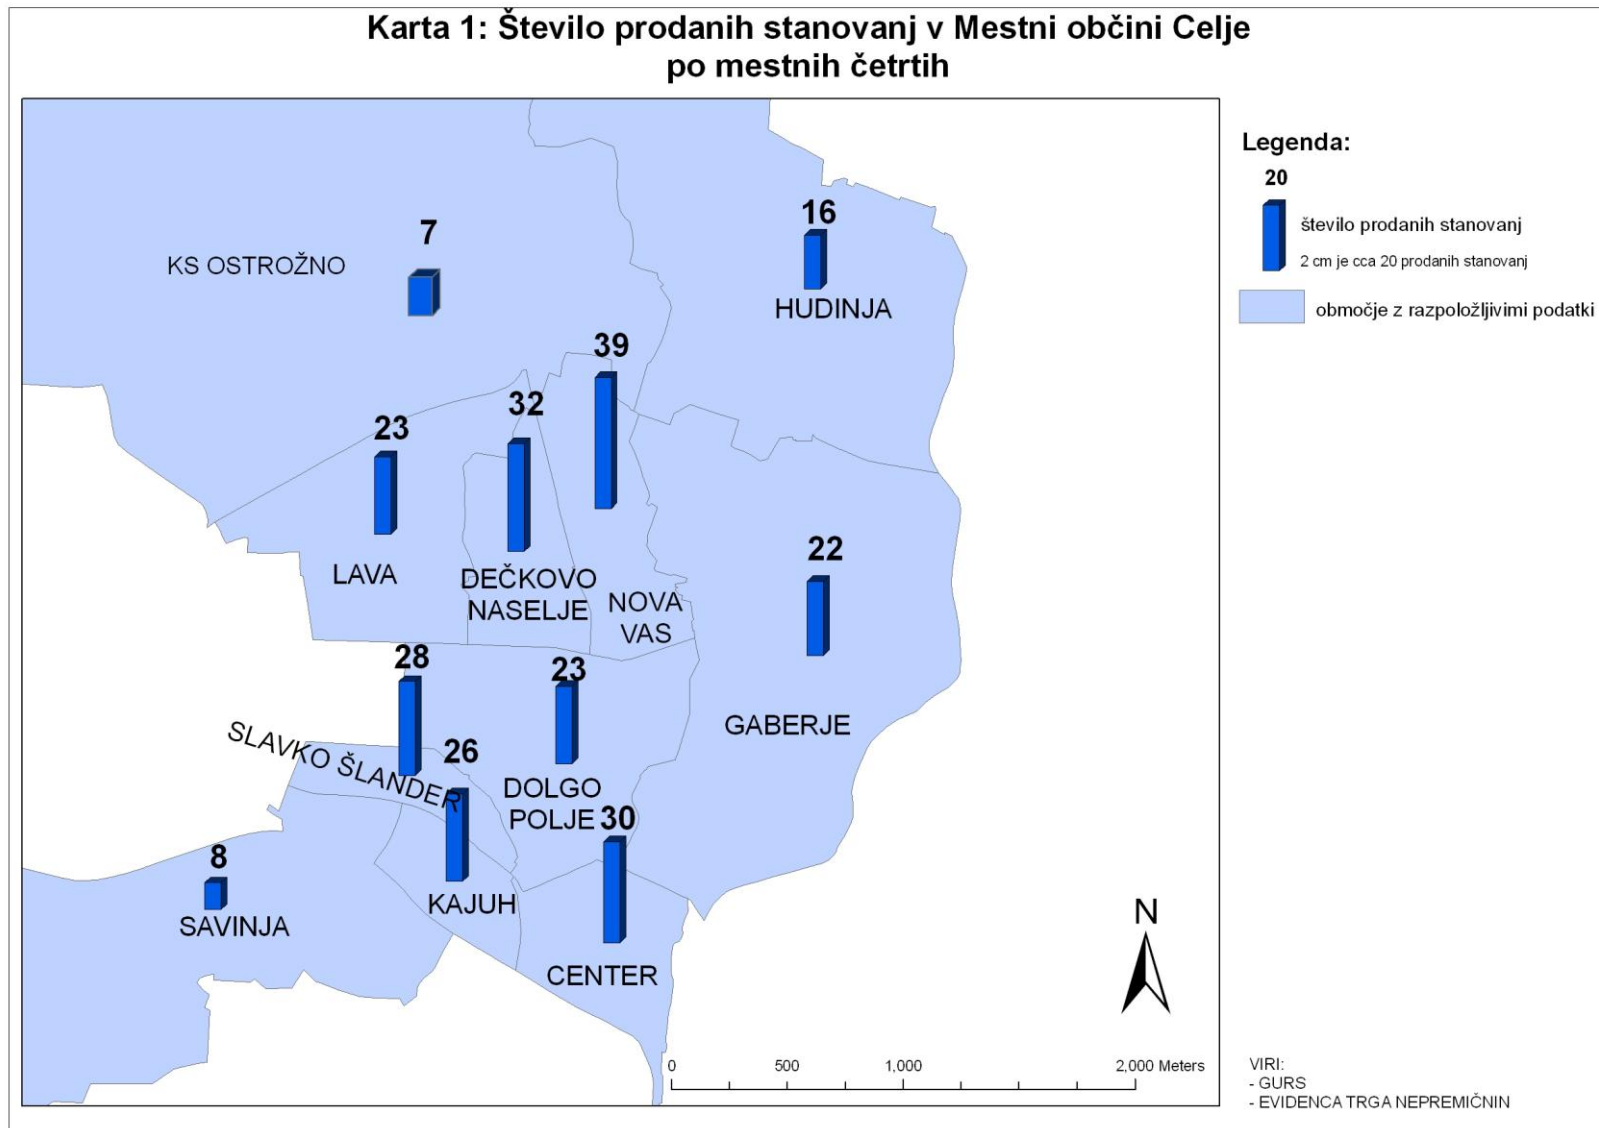 Karta 1: Število prodanih stanovanj v Mestni občini Celje
po mestnih četrtih
Legenda:
20
število prodanih stanovanj
2 cm je cca 20 prodanih stanovanj
območje z razpoložljivimi podatki
7
KS OSTROŽNO
16
HUDINJA
39
NOVA
VAS
32
DEČKOVO
NASELJE
23
LAVA
22
GABERJE
28
SLAVKO ŠLANDER
23
DOLGO
POLJE
26
KAJUH
30
CENTER
8
SAVINJA
N
0 500 1,000 2,000 Meters
VIRI:
- GURS
- EVIDENCA TRGA NEPREMIČNIN